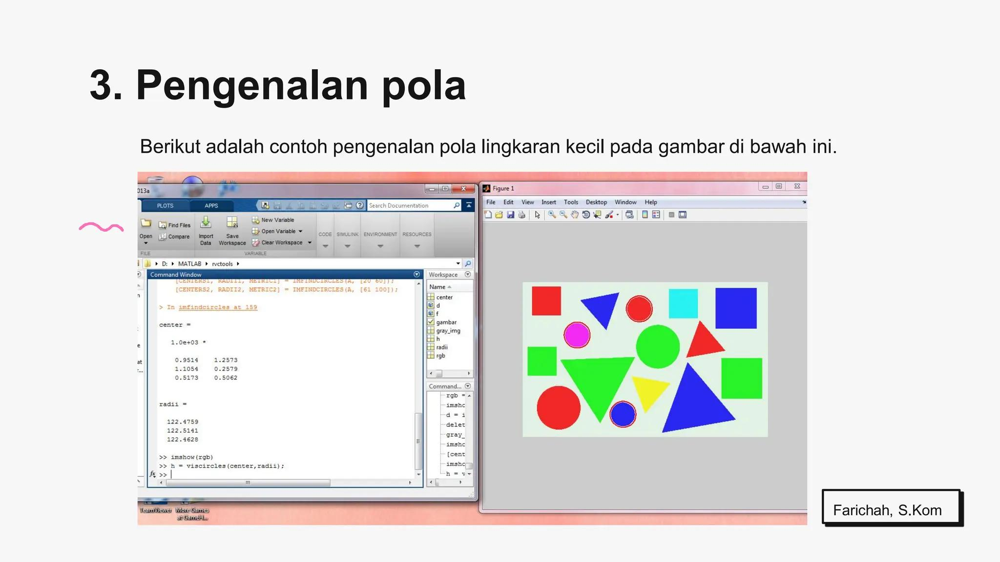 3. Pengenalan pola
Berikut adalah contoh pengenalan pola lingkaran kecil pada gambar di bawah ini.
013a
PLOTS APPS
Search Documentation
Open
Find Files
Compare
Import Data
Save Workspace
New Variable
Open Variable
Clear Workspace
CODE SIMULINK ENVIRONMENT RESOURCES
FILE VARIABLE
D: MATLAB rvctools
Command Window
[CENTERS1, RADII1, METRIC1] = IMFINDCIRCLES(A, [20 60]);
[CENTERS2, RADII2, METRIC2] = IMFINDCIRCLES(A, [61 100]);
> In imfindcircles at 159
center =
1.0e+03 *
0.9514 1.2573
1.1054 0.2579
0.5173 0.5062
radii =
122.4759
122.5141
122.4628
>> imshow(rgb)
>> h = viscircles(center,radii);
fx >>
Workspace
Name
center
d
f
gambar
gray_img
h
radii
rgb
Command...
rgb =
imshc
d = i
delet
gray_
imshc
[cent
imshc
h = v
TeamViewer
More Games
at GameH...
Figure 1
File Edit View Insert Tools Desktop Window Help
Farichah, S.Kom